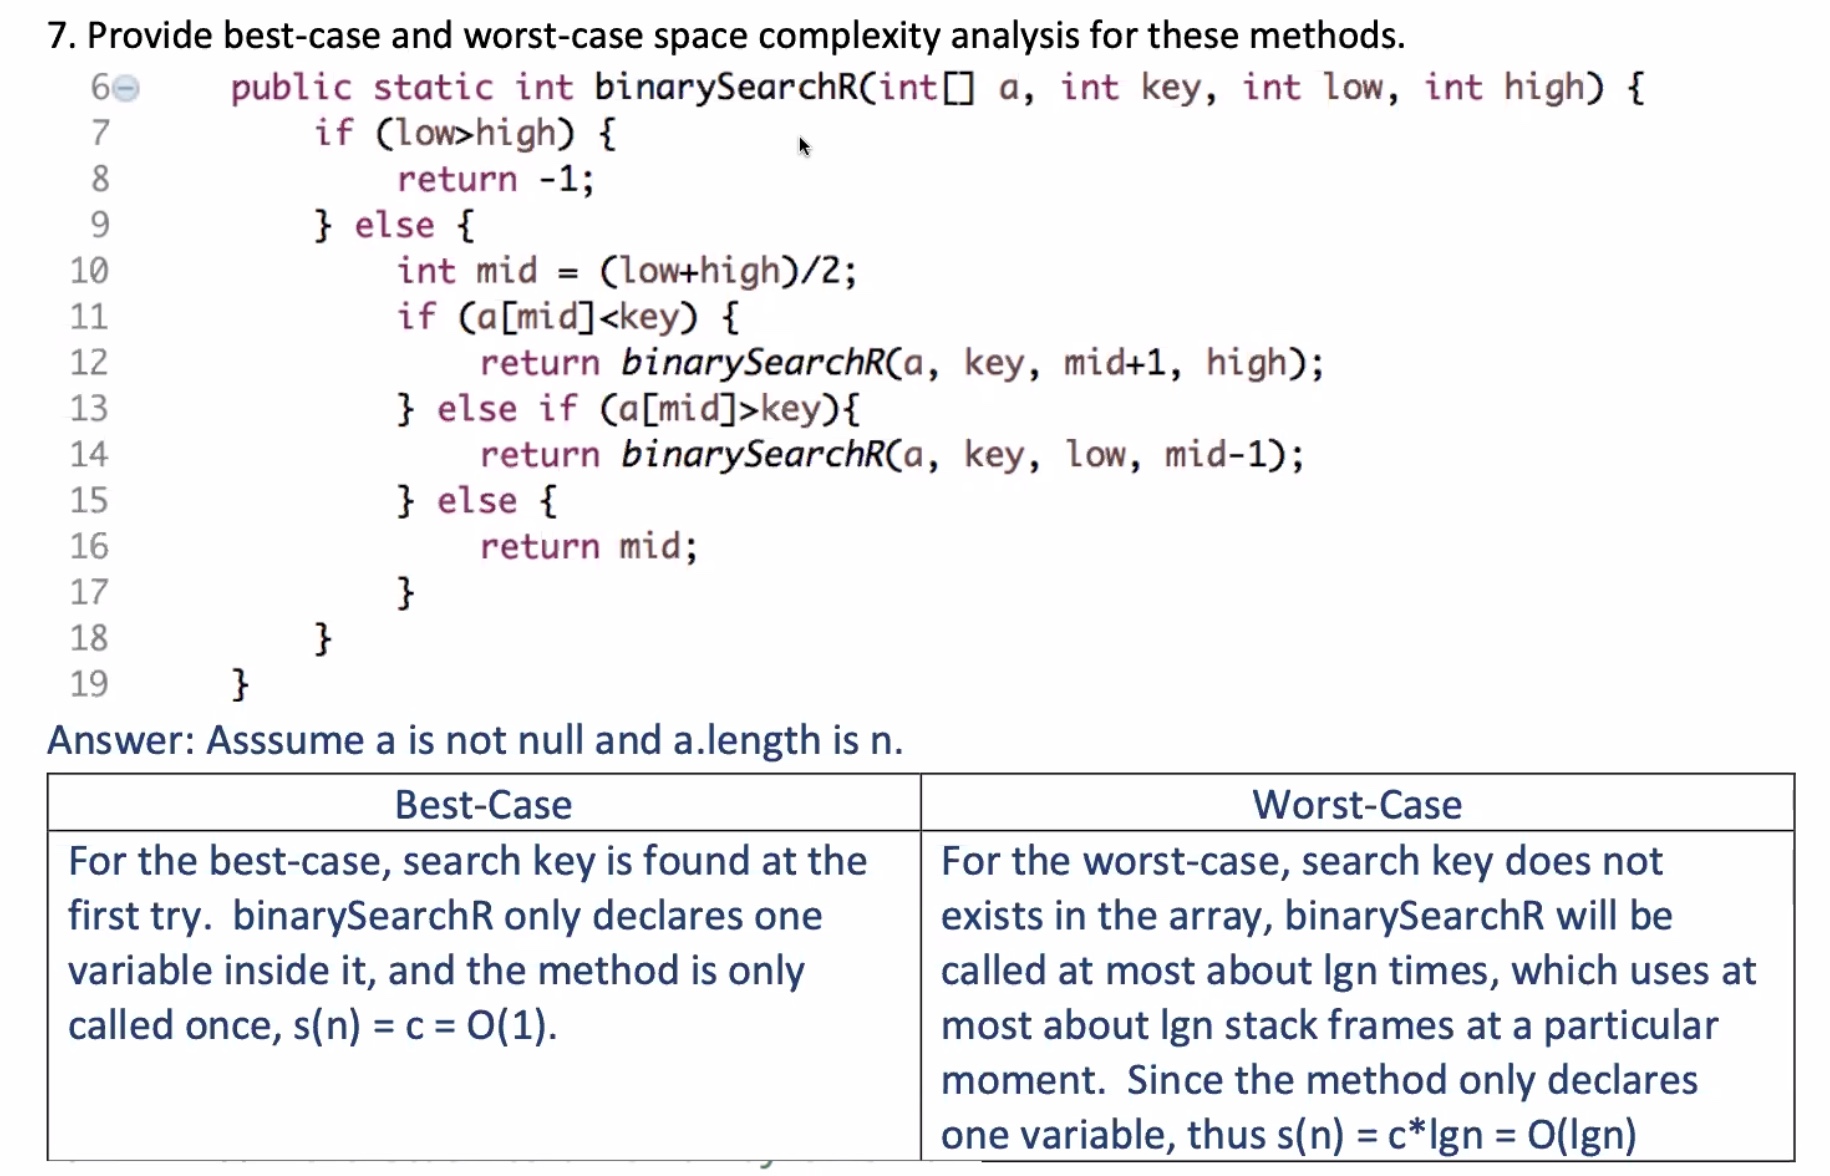 7. Provide best-case and worst-case space complexity analysis for these methods.
6 public static int binarySearchR(int[] a, int key, int low, int high) {
7 if (low>high) {
8 return -1;
9 } else {
10 int mid = (low+high)/2;
11 if (a[mid]<key) {
12 return binarySearchR(a, key, mid+1, high);
13 } else if (a[mid]>key){
14 return binarySearchR(a, key, low, mid-1);
15 } else {
16 return mid;
17 }
18 }
19 }
Answer: Asssume a is not null and a.length is n.
Best-Case
For the best-case, search key is found at the
first try. binarySearchR only declares one
variable inside it, and the method is only
called once, s(n) = c = O(1).
Worst-Case
For the worst-case, search key does not
exists in the array, binarySearchR will be
called at most about lgn times, which uses at
most about lgn stack frames at a particular
moment. Since the method only declares
one variable, thus s(n) = c*lgn = O(lgn)